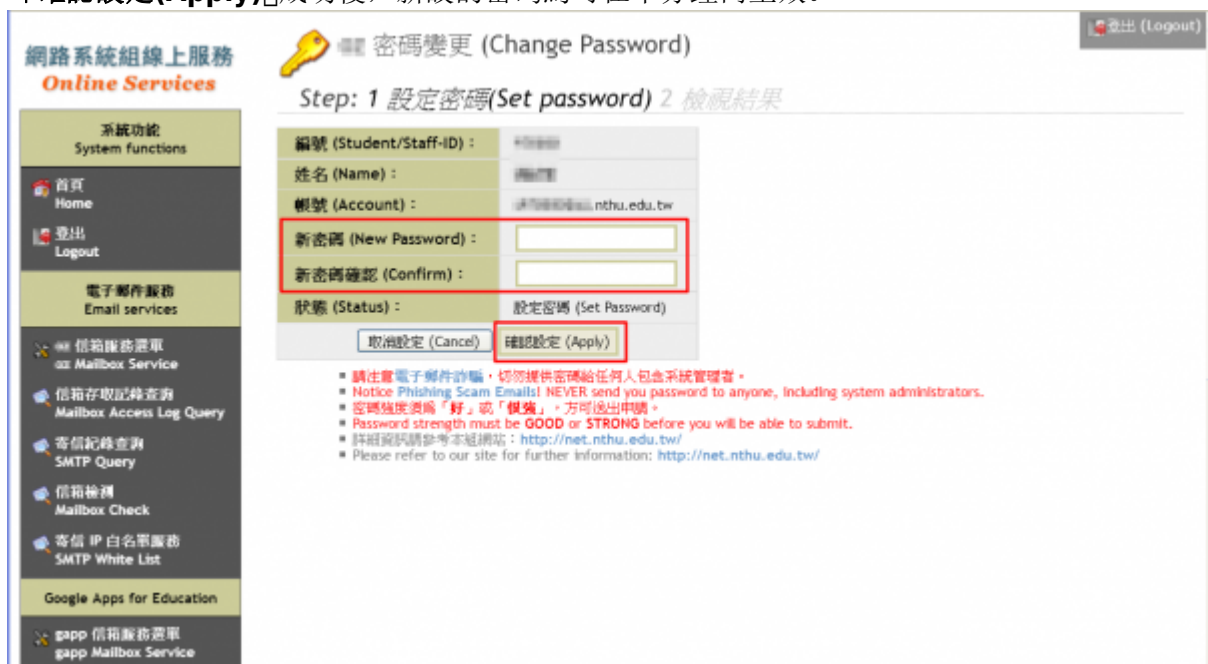 (Apply)
登出 (Logout)
網路系統組線上服務
Online Services
密碼變更 (Change Password)
Step: 1 設定密碼(Set password) 2 檢視結果
系統功能
System functions
首頁
Home
登出
Logout
電子郵件服務
Email services
信箱服務選單
Mailbox Service
信箱存取記錄查詢
Mailbox Access Log Query
寄信紀錄查詢
SMTP Query
信箱檢測
Mailbox Check
寄信 IP 白名單服務
SMTP White List
Google Apps for Education
gapp 信箱服務選單
gapp Mailbox Service
編號 (Student/Staff-ID)：
姓名 (Name)：
帳號 (Account)：
.nthu.edu.tw
新密碼 (New Password)：
新密碼確認 (Confirm)：
狀態 (Status)：
設定密碼 (Set Password)
取消設定 (Cancel)
確認設定 (Apply)
請注意電子郵件詐騙，切勿提供密碼給任何人包含系統管理者。
Notice Phishing Scam Emails! NEVER send you password to anyone, including system administrators.
密碼強度須為「好」或「很強」，方可送出申請。
Password strength must be GOOD or STRONG before you will be able to submit.
詳細資訊請參考本組網站：http://net.nthu.edu.tw/
Please refer to our site for further information: http://net.nthu.edu.tw/